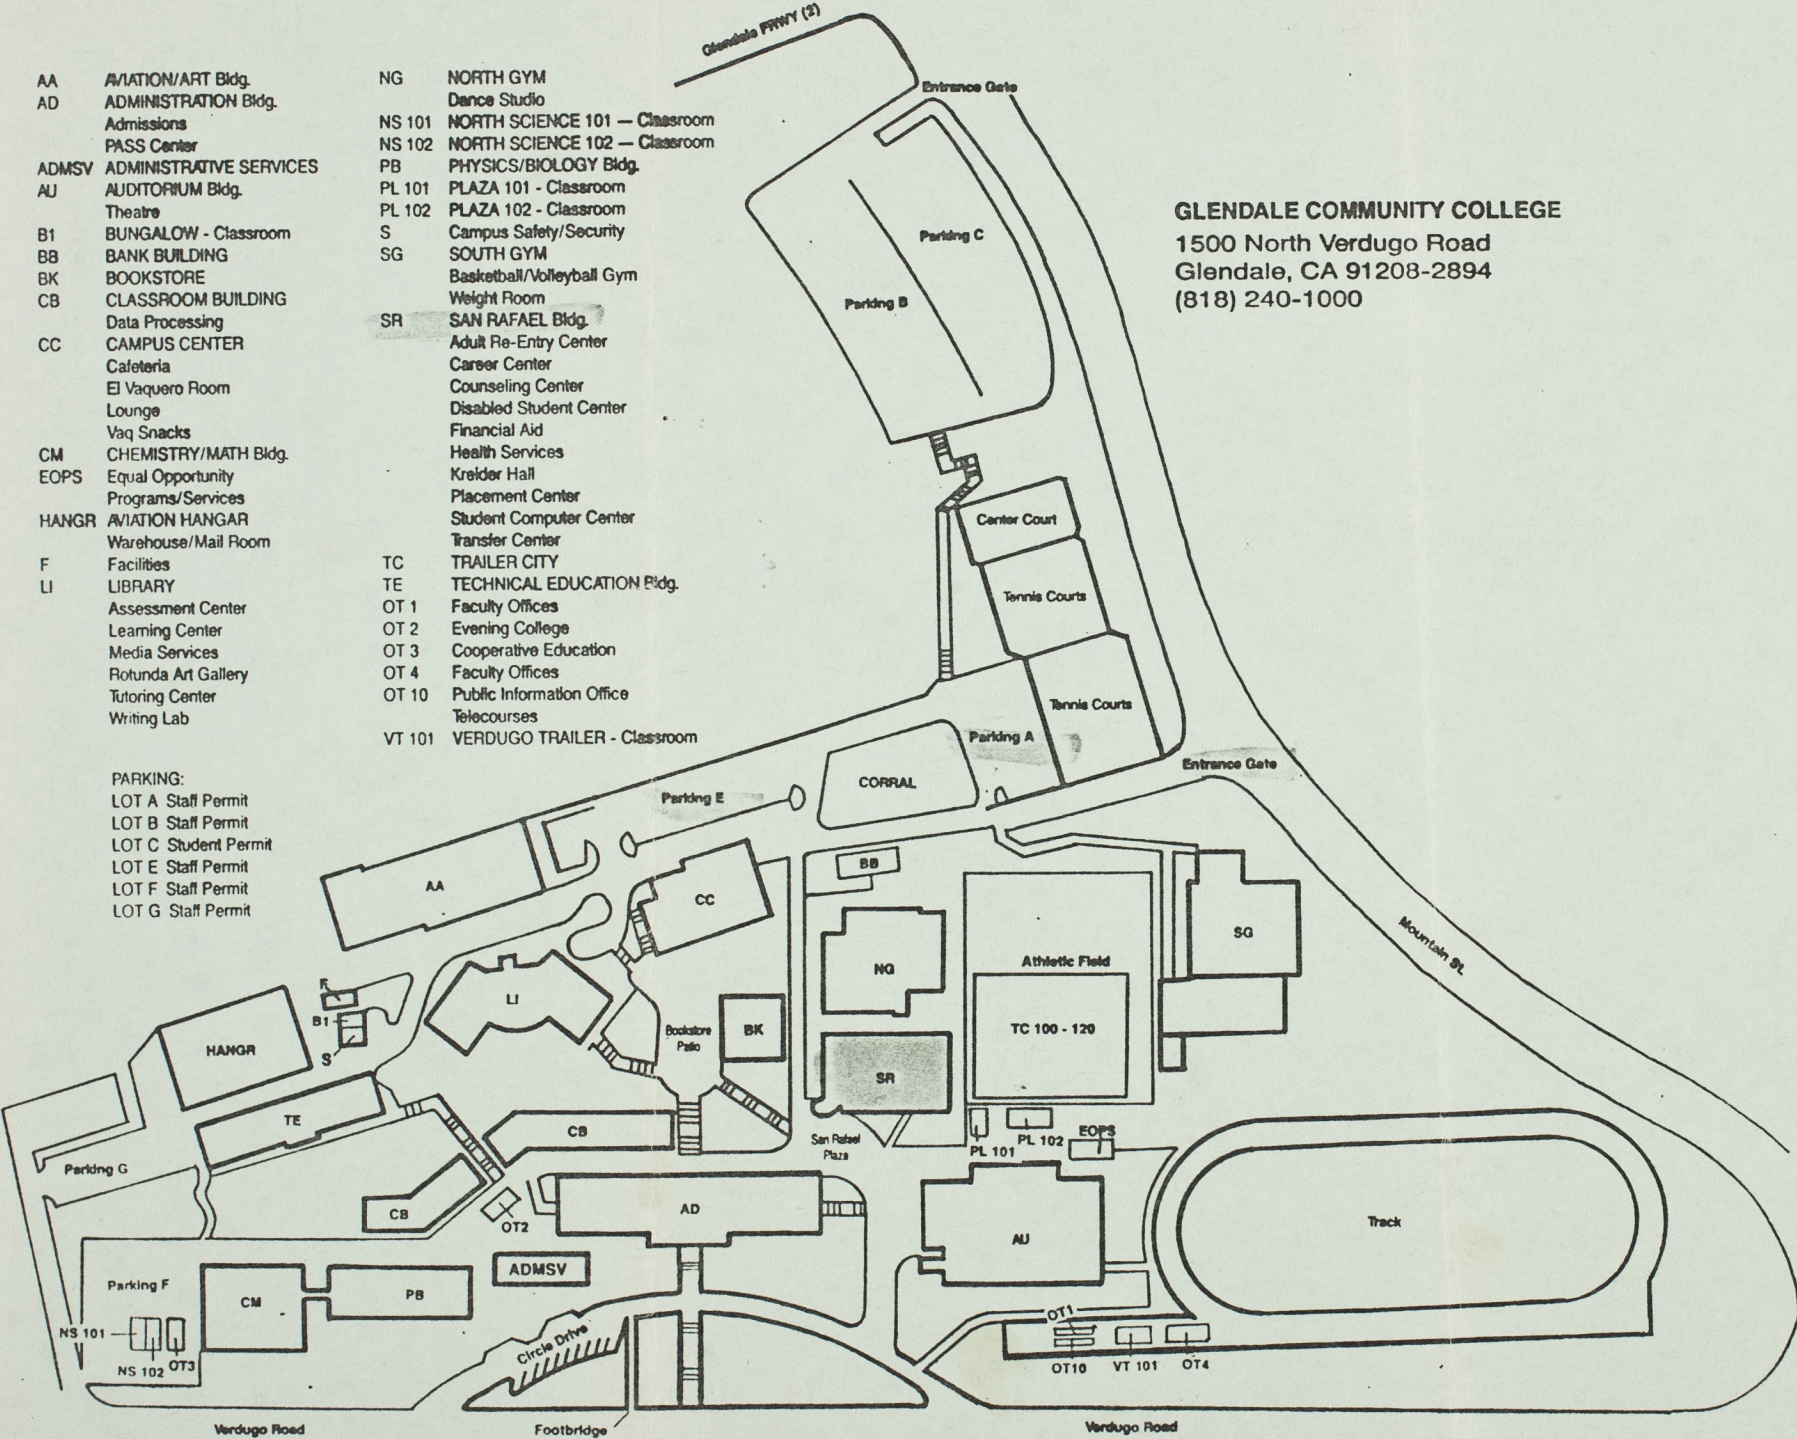 Glendale FRWY (2)
AA AVIATION/ART Bldg.
AD ADMINISTRATION Bldg.
Admissions
PASS Center
ADMSV ADMINISTRATIVE SERVICES
AU AUDITORIUM Bldg.
Theatre
B1 BUNGALOW - Classroom
BB BANK BUILDING
BK BOOKSTORE
CB CLASSROOM BUILDING
Data Processing
CC CAMPUS CENTER
Cafeteria
El Vaquero Room
Lounge
Vaq Snacks
CM CHEMISTRY/MATH Bldg.
EOPS Equal Opportunity
Programs/Services
HANGR AVIATION HANGAR
Warehouse/Mail Room
F Facilities
LI LIBRARY
Assessment Center
Learning Center
Media Services
Rotunda Art Gallery
Tutoring Center
Writing Lab
NG NORTH GYM
Dance Studio
NS 101 NORTH SCIENCE 101 — Classroom
NS 102 NORTH SCIENCE 102 — Classroom
PB PHYSICS/BIOLOGY Bldg.
PL 101 PLAZA 101 - Classroom
PL 102 PLAZA 102 - Classroom
S Campus Safety/Security
SG SOUTH GYM
Basketball/Volleyball Gym
Weight Room
SR SAN RAFAEL Bldg.
Adult Re-Entry Center
Career Center
Counseling Center
Disabled Student Center
Financial Aid
Health Services
Kreider Hall
Placement Center
Student Computer Center
Transfer Center
TC TRAILER CITY
TE TECHNICAL EDUCATION Bldg.
OT 1 Faculty Offices
OT 2 Evening College
OT 3 Cooperative Education
OT 4 Faculty Offices
OT 10 Public Information Office
Telecourses
VT 101 VERDUGO TRAILER - Classroom
PARKING:
LOT A Staff Permit
LOT B Staff Permit
LOT C Student Permit
LOT E Staff Permit
LOT F Staff Permit
LOT G Staff Permit
GLENDALE COMMUNITY COLLEGE
1500 North Verdugo Road
Glendale, CA 91208-2894
(818) 240-1000
Entrance Gate
Parking C
Parking B
Center Court
Tennis Courts
Tennis Courts
Parking A
Entrance Gate
CORRAL
Parking E
BB
AA
CC
SG
Mountain St.
NG
Athletic Field
F
LI
B1
Bookstore
Patio
BK
TC 100 - 120
HANGR
S
SR
TE
CB
San Rafael
Plaza
PL 101
PL 102
EOPS
Parking G
CB
OT2
AD
AU
Track
ADMSV
Parking F
CM
PB
NS 101
NS 102
OT3
Circle Drive
OT1
OT10
VT 101
OT4
Verdugo Road
Footbridge
Verdugo Road